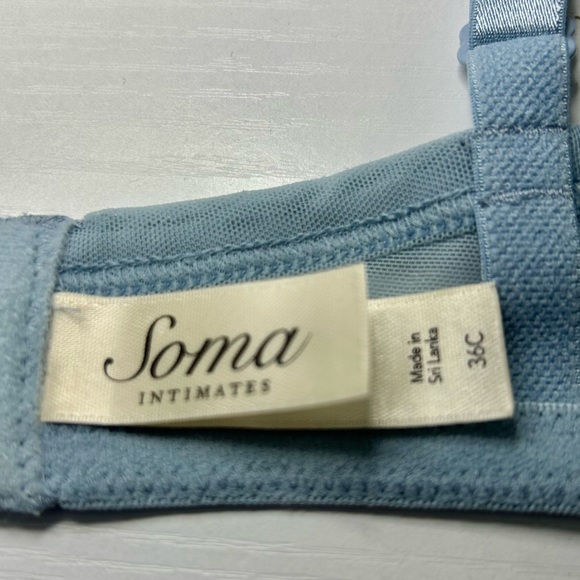 Soma
INTIMATES
Made in
Sri Lanka
36C